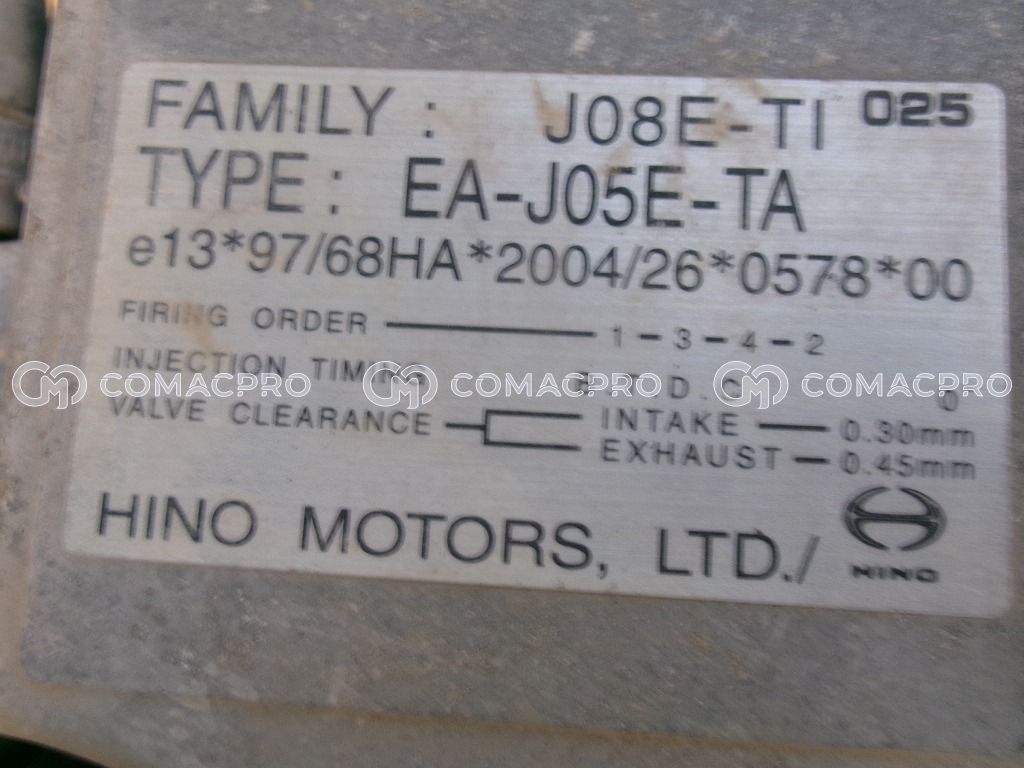 FAMILY : J08E-TI 025
TYPE : EA-J05E-TA
e13*97/68HA*2004/26*0578*00
FIRING ORDER 1-3-4-2
INJECTION TIMING B.T.D.C 0
COMACPRO COMACPRO COMACPRO
VALVE CLEARANCE INTAKE 0.30mm
EXHAUST 0.45mm
HINO MOTORS, LTD./
HINO